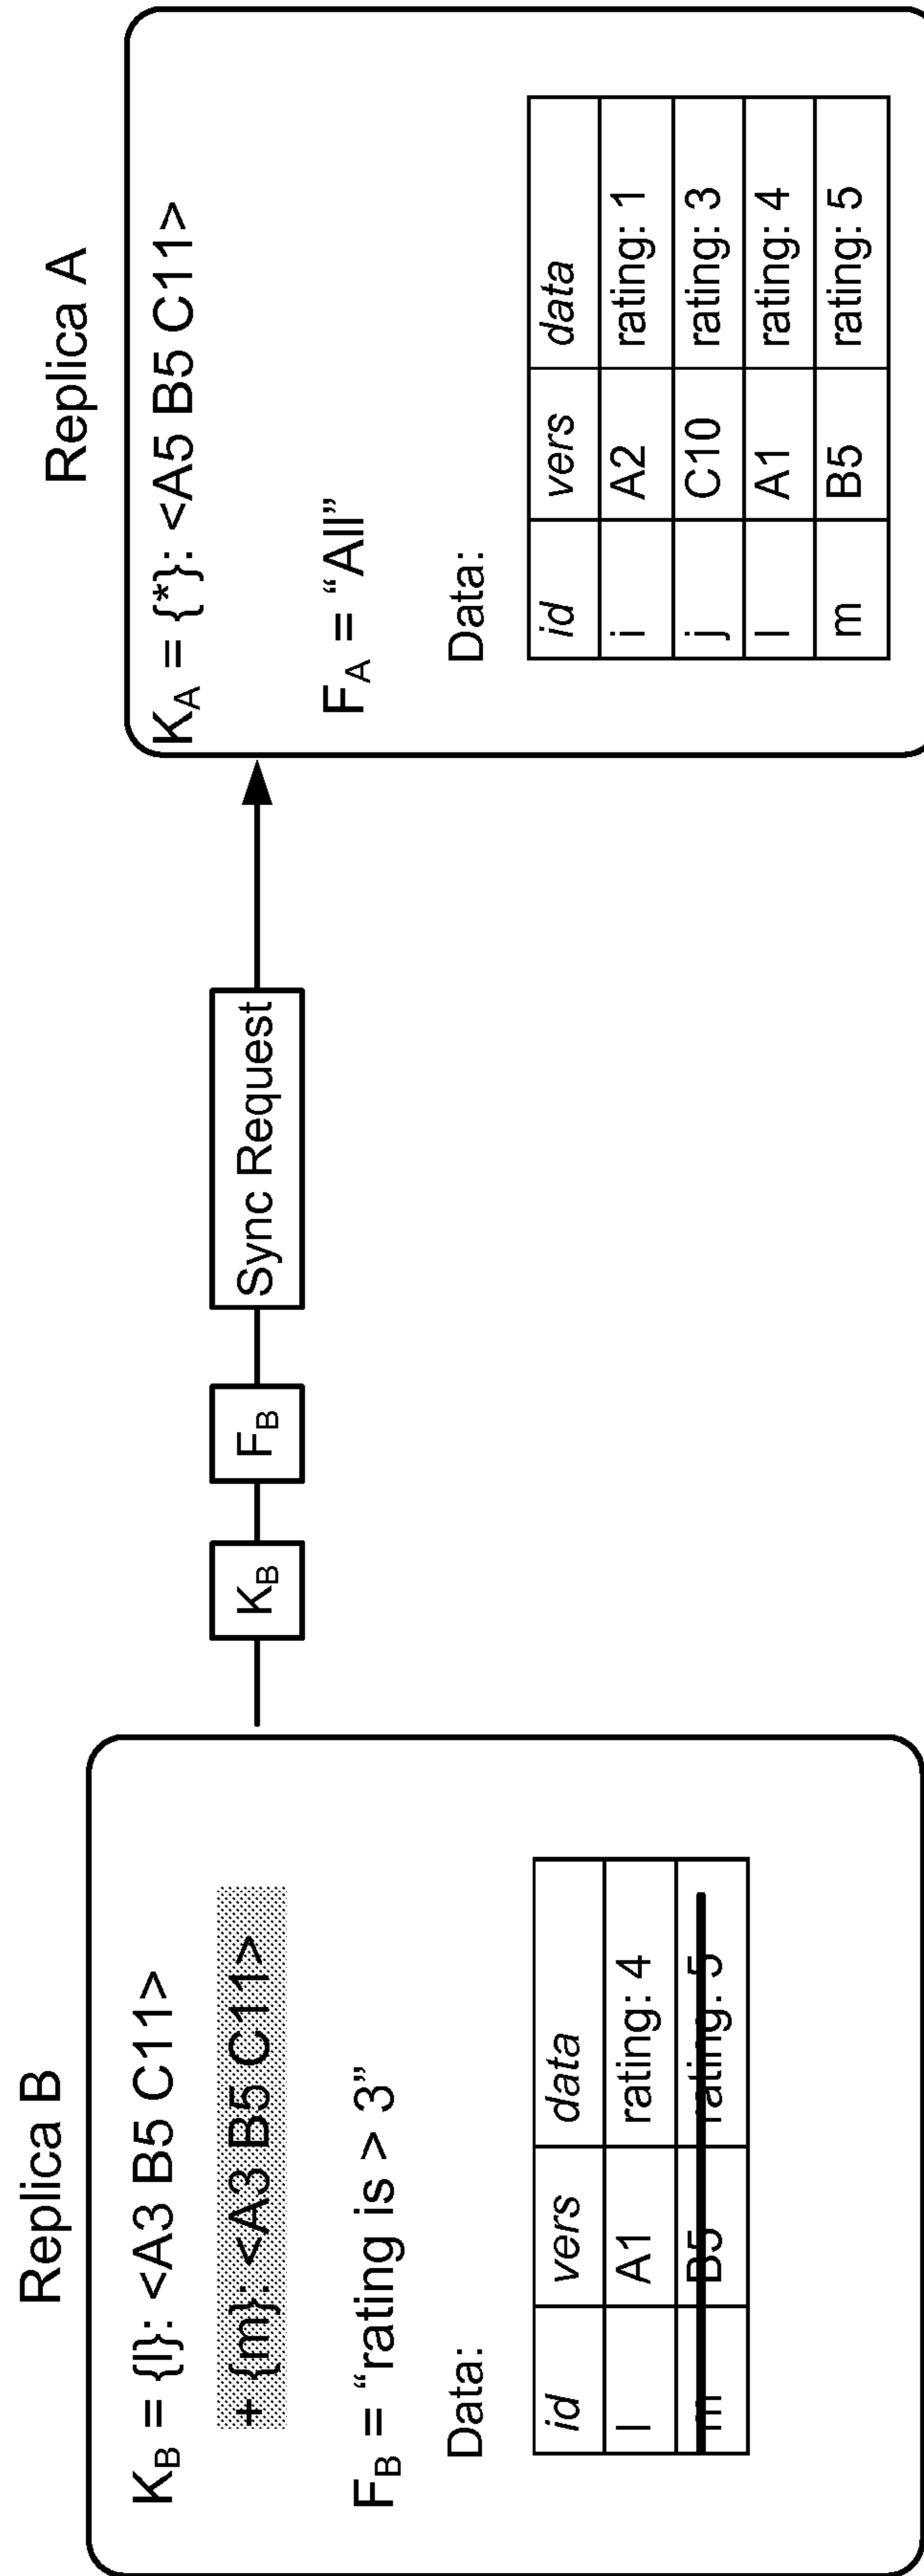 Replica B
K_B = {l}: <A3 B5 C11>
+ {m}: <A3 B5 C11>
F_B = “rating is > 3”
Data:
id vers data
l A1 rating: 4
m B5 rating: 5
K_B
F_B
Sync Request
Replica A
K_A = {*}: <A5 B5 C11>
F_A = “All”
Data:
id vers data
i A2 rating: 1
j C10 rating: 3
l A1 rating: 4
m B5 rating: 5